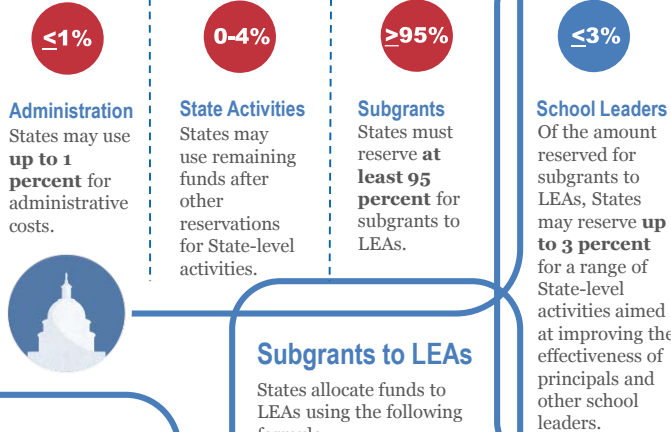 ≤1%
Administration
States may use
up to 1
percent for
administrative
costs.
0-4%
State Activities
States may
use remaining
funds after
other
reservations
for State-level
activities.
≥95%
Subgrants
States must
reserve at
least 95
percent for
subgrants to
LEAs.
≤3%
School Leaders
Of the amount
reserved for
subgrants to
LEAs, States
may reserve up
to 3 percent
for a range of
State-level
activities aimed
at improving the
effectiveness of
principals and
other school
leaders.
Subgrants to LEAs
States allocate funds to
LEAs using the following